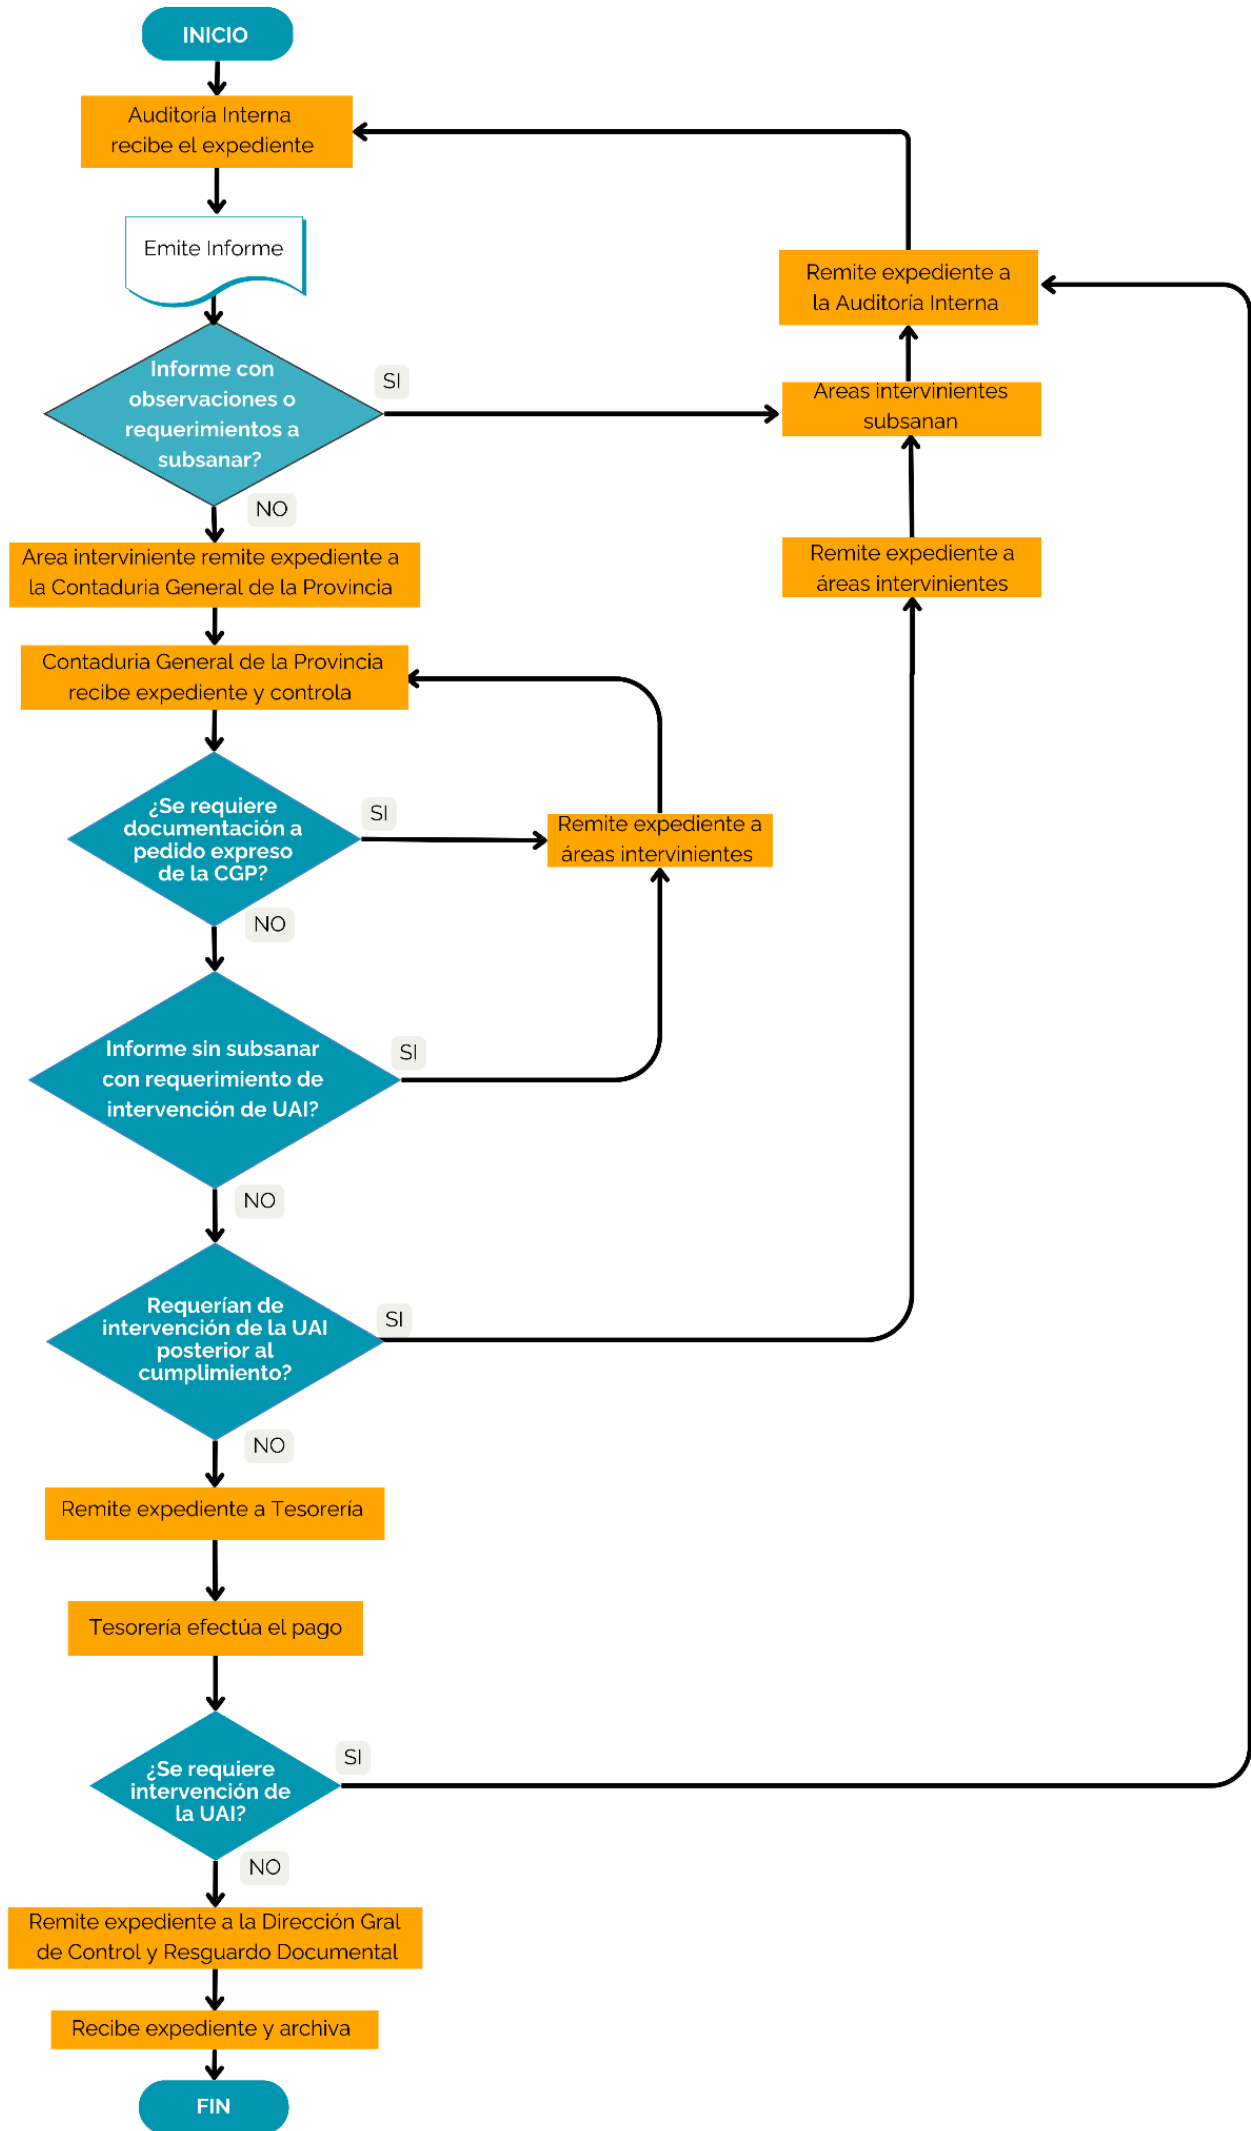 INICIO
Auditoría Interna
recibe el expediente
Emite Informe
Remite expediente a
la Auditoría Interna
Informe con
observaciones o
requerimientos a
subsanar?
SI
Areas intervinientes
subsanan
NO
Area interviniente remite expediente a
la Contaduria General de la Provincia
Remite expediente a
áreas intervinientes
Contaduria General de la Provincia
recibe expediente y controla
¿Se requiere
documentación a
pedido expreso
de la CGP?
SI
Remite expediente a
áreas intervinientes
NO
Informe sin subsanar
con requerimiento de
intervención de UAI?
SI
NO
Requerían de
intervención de la UAI
posterior al
cumplimiento?
SI
NO
Remite expediente a Tesorería
Tesorería efectúa el pago
¿Se requiere
intervención de
la UAI?
SI
NO
Remite expediente a la Dirección Gral
de Control y Resguardo Documental
Recibe expediente y archiva
FIN